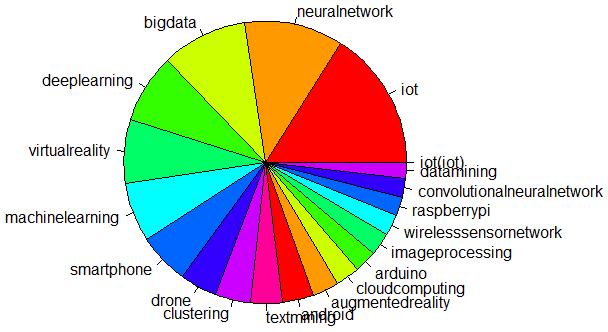 neuralnetwork
bigdata
deeplearning
iot
virtualreality
iot(iot)
datamining
convolutionalneuralnetwork
raspberrypi
machinelearning
wirelesssensornetwork
imageprocessing
smartphone
arduino
cloudcomputing
drone
augmentedreality
clustering
textmining
android